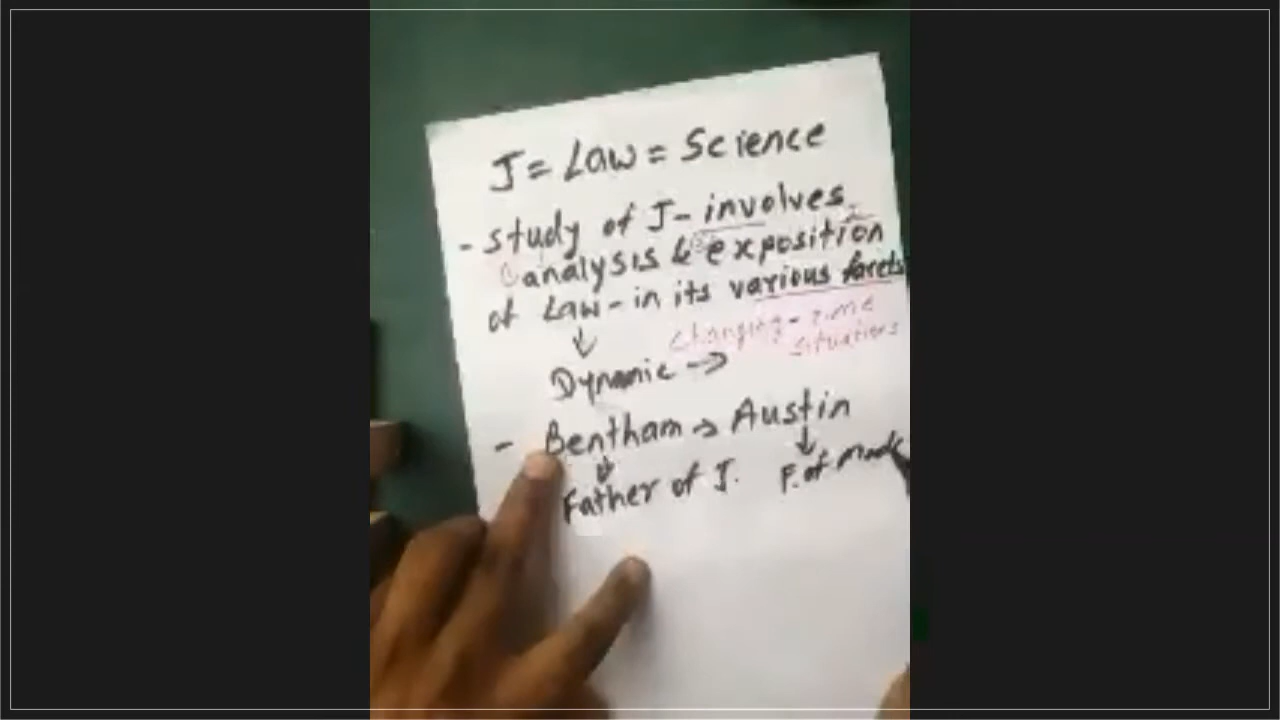 J = Law = Science
- study of J - involves
analysis & exposition
of Law - in its various facets
changing - time
situations
↓
Dynamic →
- Bentham → Austin
↓ ↓
Father of J. F. of